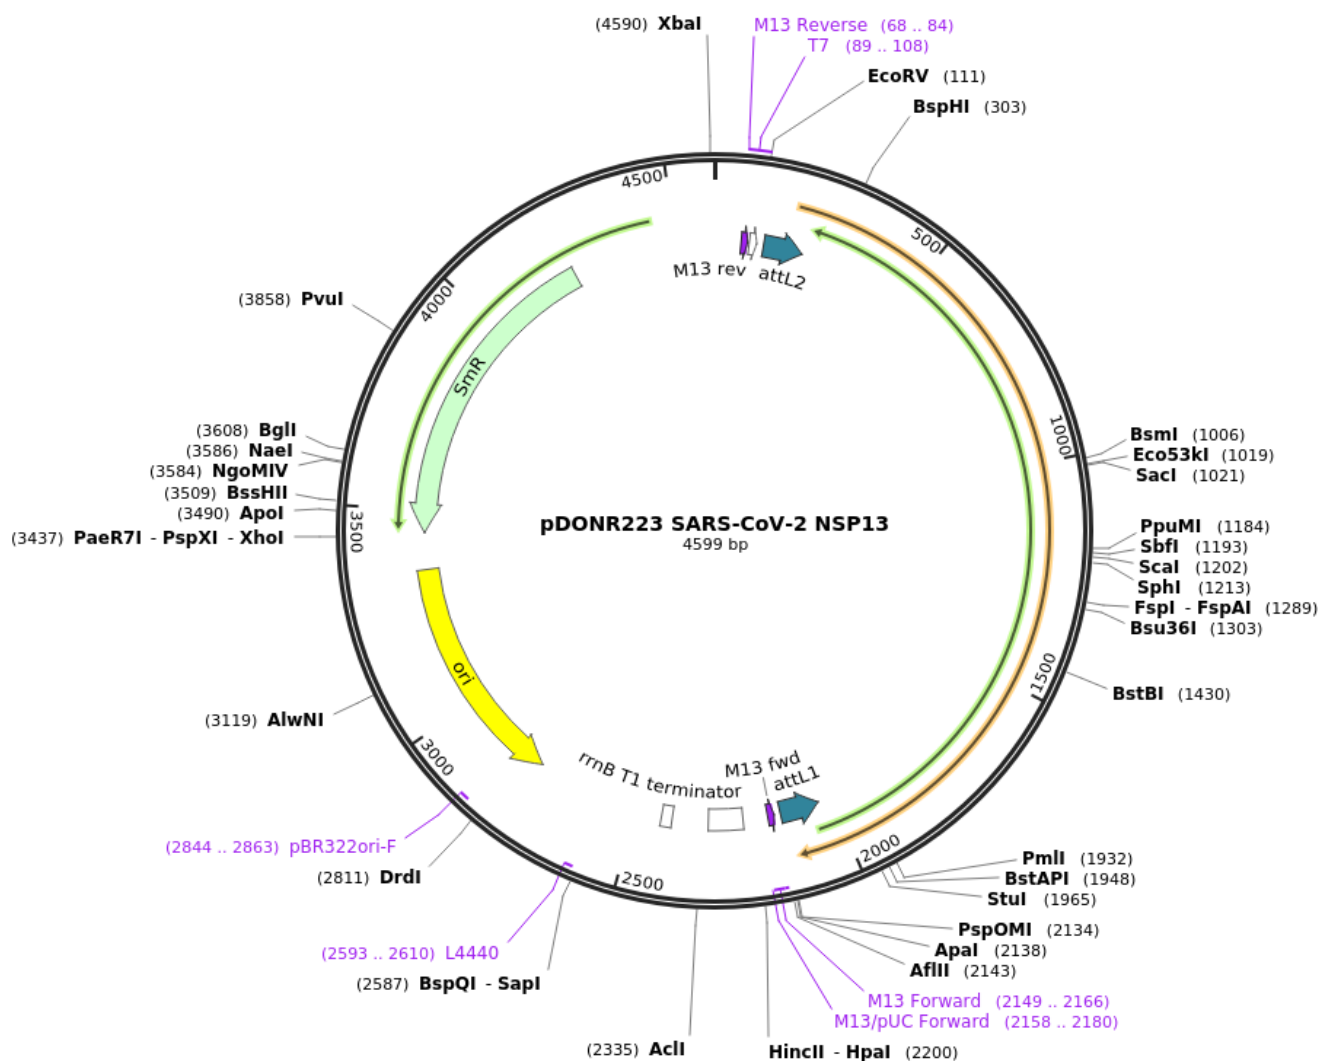 (4590) XbaI
M13 Reverse (68 .. 84)
T7 (89 .. 108)
EcoRV (111)
BspHI (303)
4500
500
M13 rev
attL2
(3858) PvuI
4000
SmR
1000
BsmI (1006)
Eco53kI (1019)
SacI (1021)
(3608) BglI
(3586) NaeI
(3584) NgoMIV
(3509) BssHII
(3490) ApoI
(3437) PaeR7I - PspXI - XhoI
3500
pDONR223 SARS-CoV-2 NSP13
4599 bp
PpuMI (1184)
SbfI (1193)
ScaI (1202)
SphI (1213)
FspI - FspAI (1289)
Bsu36I (1303)
1500
BstBI (1430)
ori
(3119) AlwNI
3000
rrnB T1 terminator
M13 fwd
attL1
(2844 .. 2863) pBR322ori-F
(2811) DrdI
2500
2000
PmlI (1932)
BstAPI (1948)
StuI (1965)
PspOMI (2134)
ApaI (2138)
AflII (2143)
(2593 .. 2610) L4440
(2587) BspQI - SapI
M13 Forward (2149 .. 2166)
M13/pUC Forward (2158 .. 2180)
(2335) AclI
HincII - HpaI (2200)